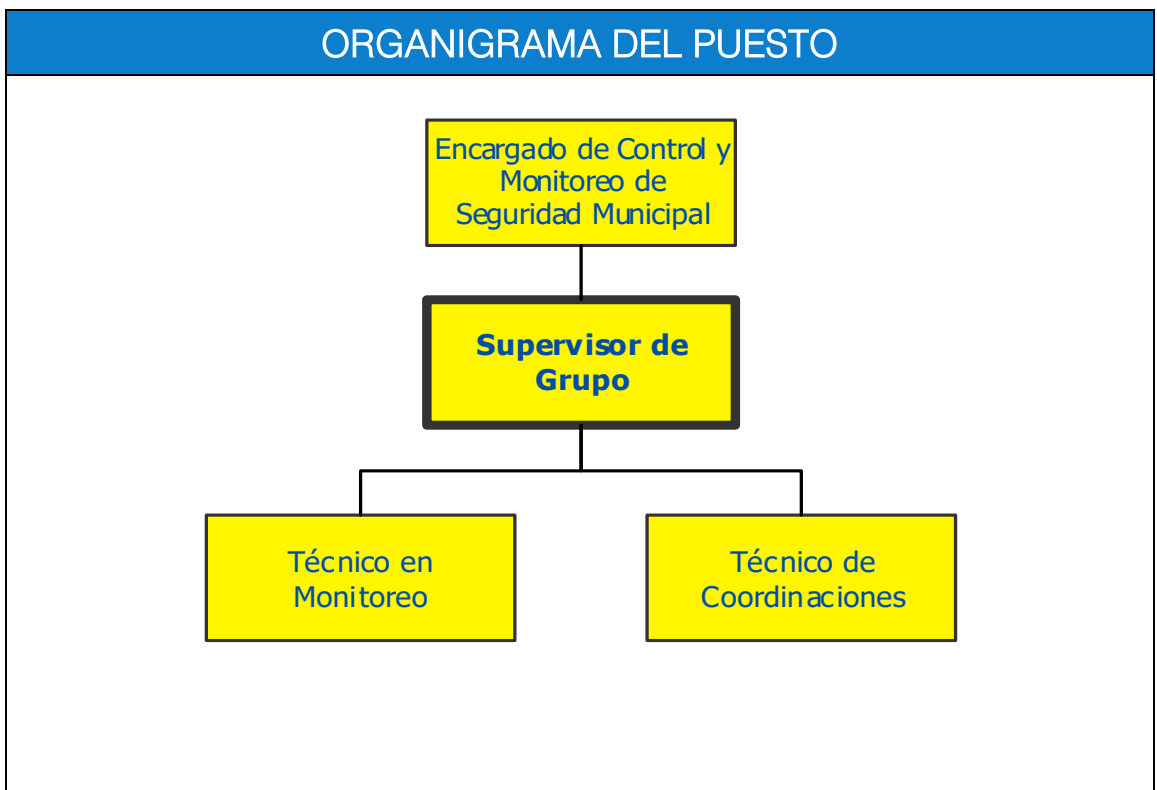 ORGANIGRAMA DEL PUESTO
Encargado de Control y
Monitoreo de
Seguridad Municipal
Supervisor de
Grupo
Técnico en
Monitoreo
Técnico de
Coordinaciones